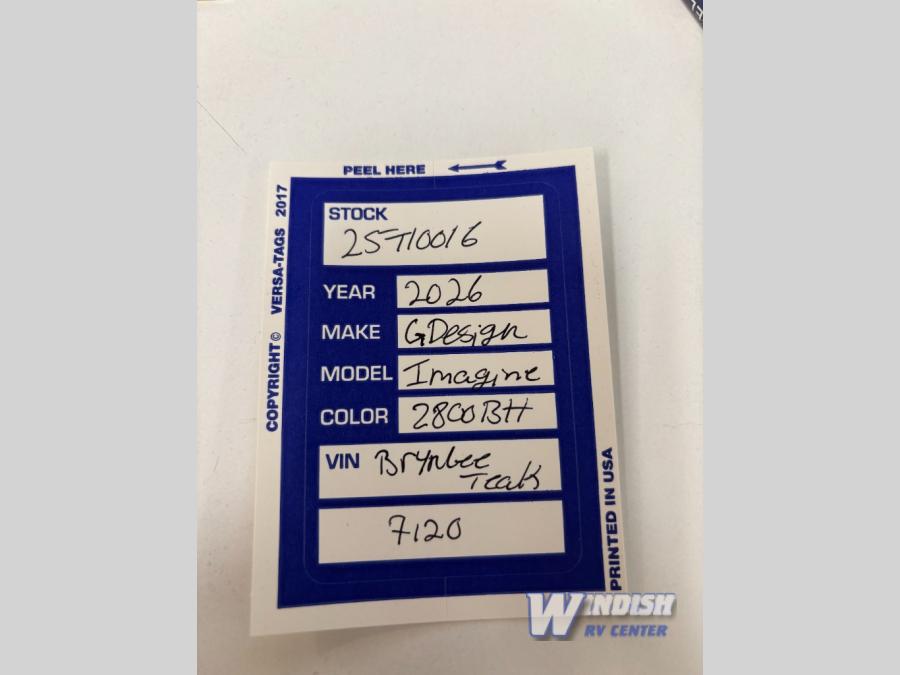 PEEL HERE
COPYRIGHT © VERSA-TAGS 2017
STOCK
25T10016
YEAR 2026
MAKE GDesign
MODEL Imagine
COLOR 2800BH
VIN Brynlee
Teak
7120
PRINTED IN USA
WINDISH
RV CENTER